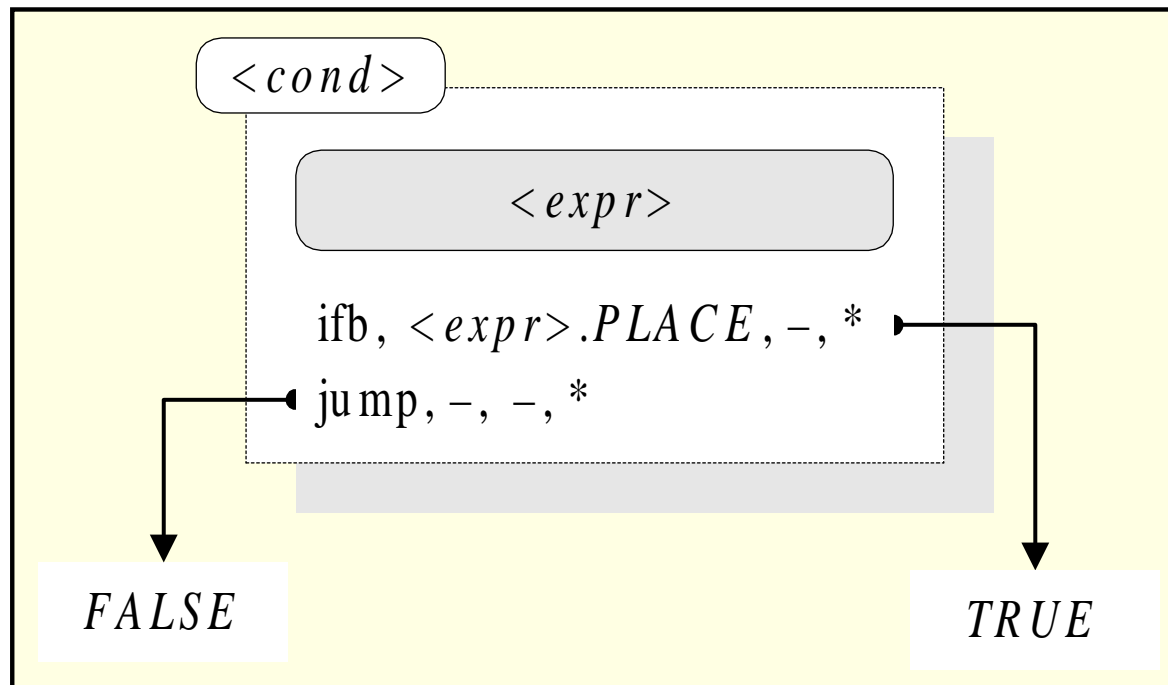 <cond>
<expr>
ifb, <expr>.PLACE, –, *
jump, –, –, *
FALSE
TRUE